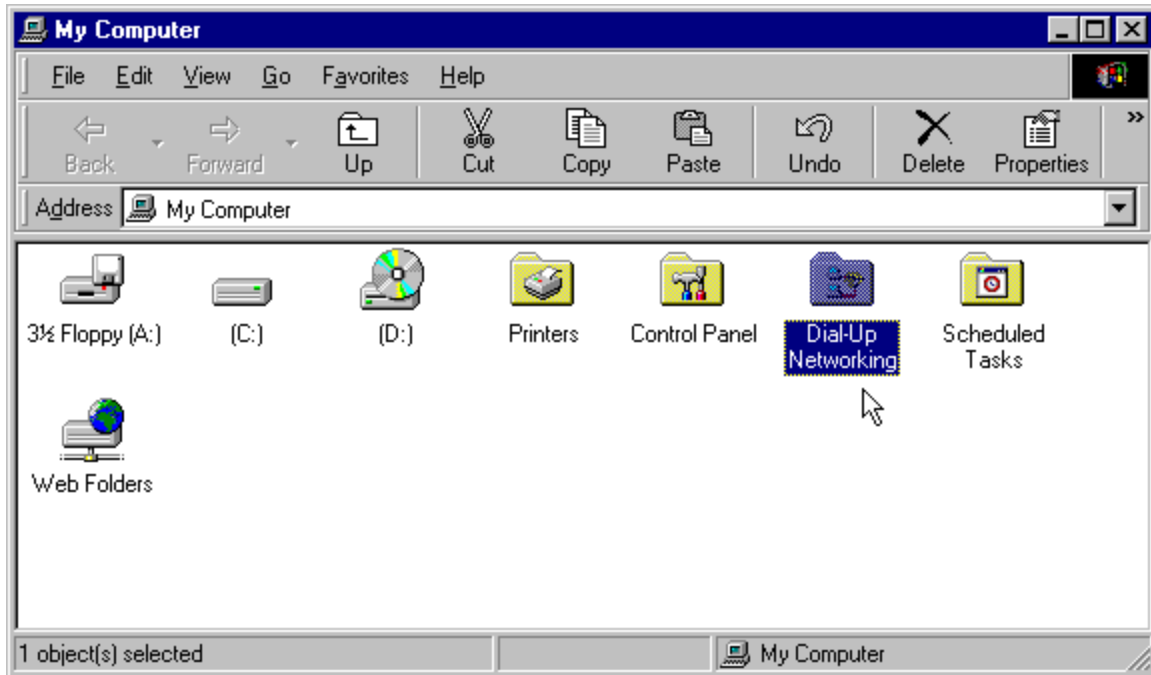 My Computer
File Edit View Go Favorites Help
Back Forward Up Cut Copy Paste Undo Delete Properties »
Address My Computer
3½ Floppy (A:) (C:) (D:) Printers Control Panel Dial-Up Networking Scheduled Tasks
Web Folders
1 object(s) selected My Computer